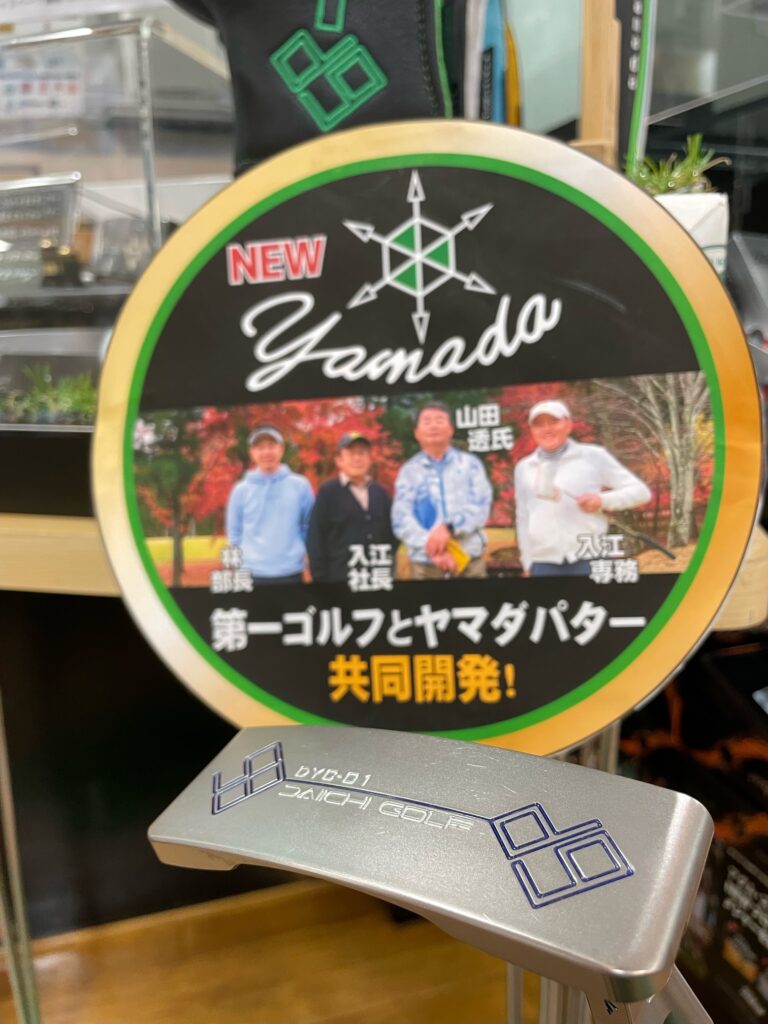 NEW
Yamada
山田
透氏
林
部長
入江
社長
入江
専務
第一ゴルフとヤマダパター
共同開発!
DYD-01
DAIICHI GOLF